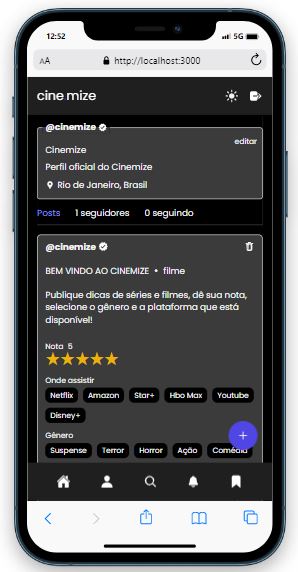 12:52
5G
AA
http://localhost:3000
cine mize
@cinemize
editar
Cinemize
Perfil oficial do Cinemize
Rio de Janeiro, Brasil
Posts 1 seguidores 0 seguindo
@cinemize
BEM VINDO AO CINEMIZE • filme
Publique dicas de séries e filmes, dê sua nota,
selecione o gênero e a plataforma que está
disponível!
Nota 5
Onde assistir
Netflix Amazon Star+ Hbo Max Youtube
Disney+
Gênero
Suspense Terror Horror Ação Comédia